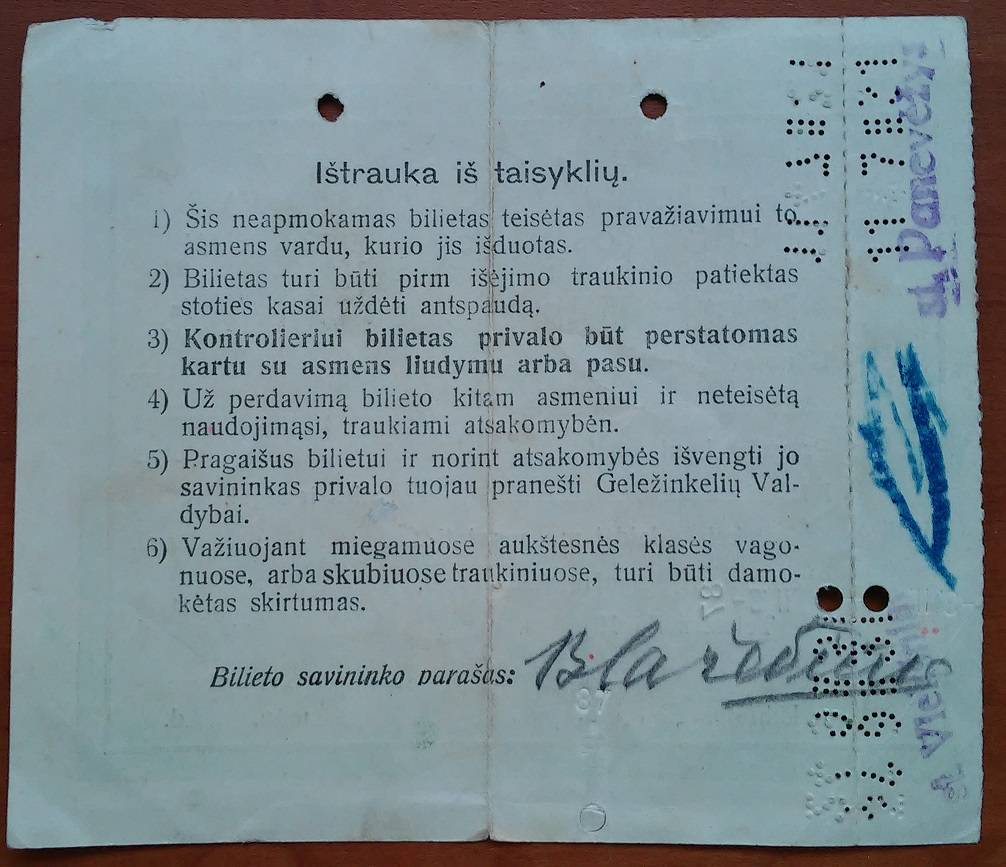 Ištrauka iš taisyklių.
1) Šis neapmokamas bilietas teisėtas pravažiavimui to
asmens vardu, kurio jis išduotas.
2) Bilietas turi būti pirm išėjimo traukinio patiektas
stoties kasai uždėti antspaudą.
3) Kontrolieriui bilietas privalo būt perstatomas
kartu su asmens liudymu arba pasu.
4) Už perdavimą bilieto kitam asmeniui ir neteisėtą
naudojimąsi, traukiami atsakomybėn.
5) Pragaišus bilietui ir norint atsakomybės išvengti jo
savininkas privalo tuojau pranešti Geležinkelių Val-
dybai.
6) Važiuojant miegamuose aukštesnės klasės vago-
nuose, arba skubiuose traukiniuose, turi būti damo-
kėtas skirtumas.
Bilieto savininko parašas:
st. Panevėžy: